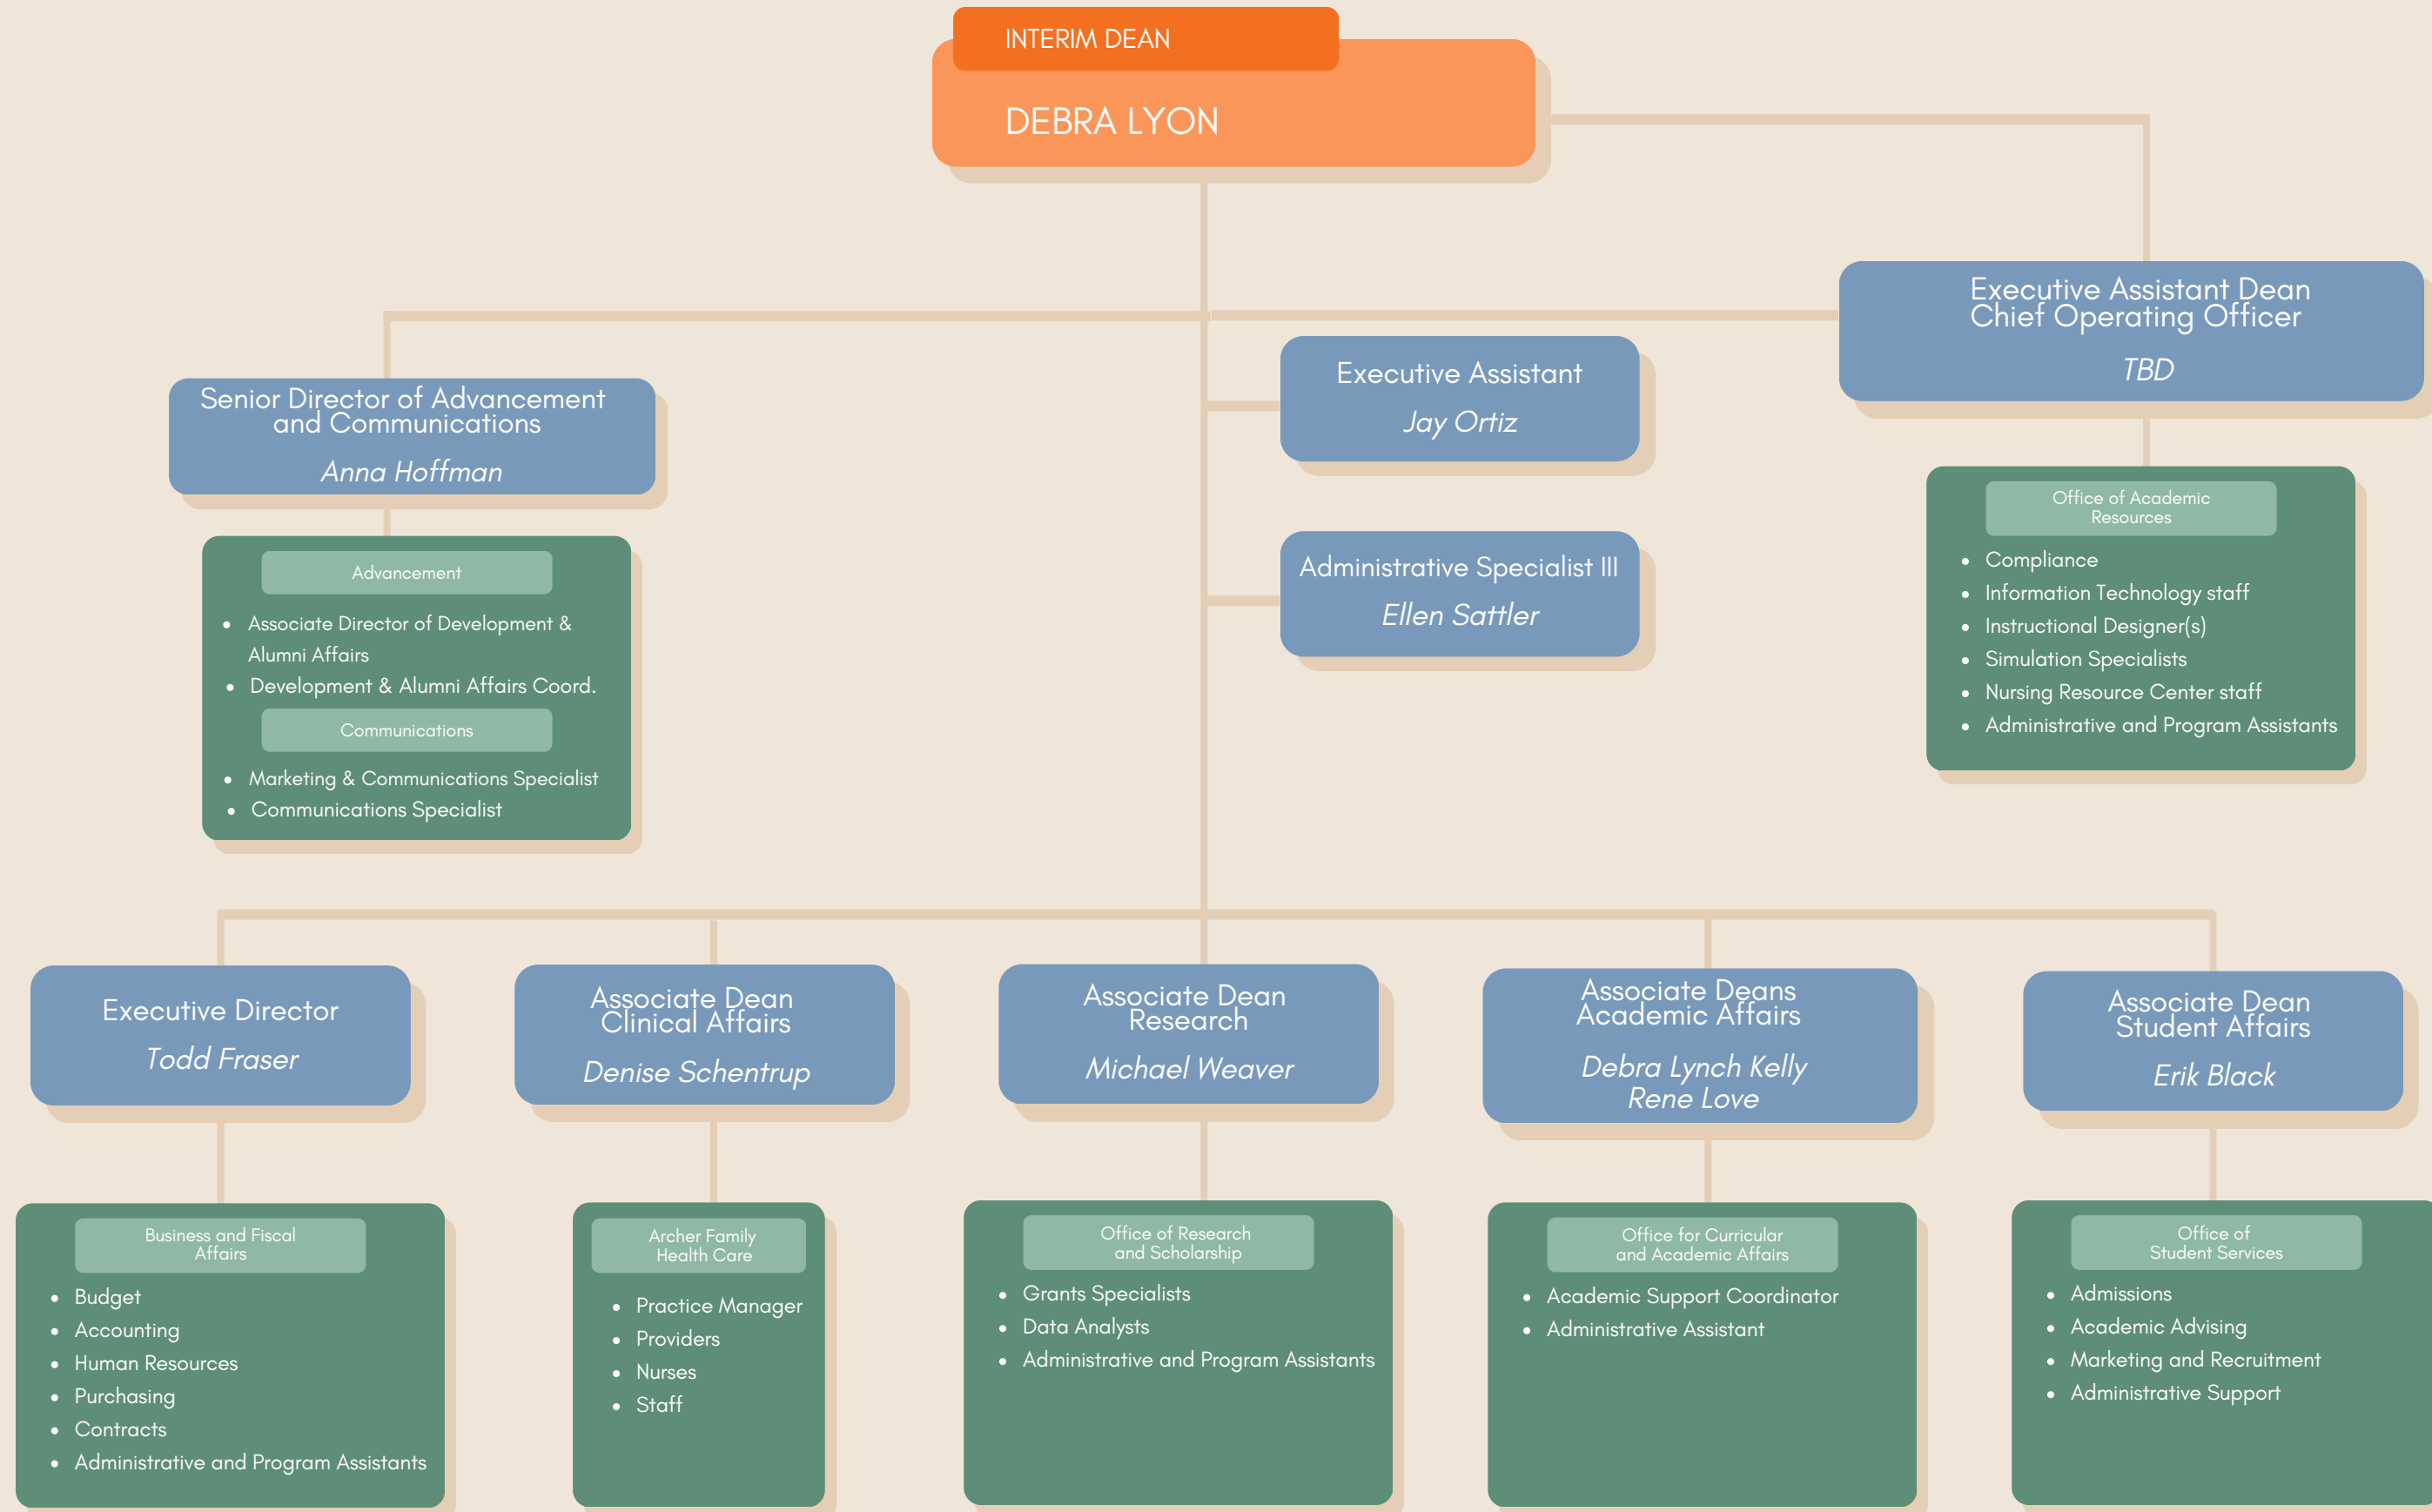 INTERIM DEAN
DEBRA LYON
Executive Assistant Dean
Chief Operating Officer
TBD
Senior Director of Advancement
and Communications
Anna Hoffman
Executive Assistant
Jay Ortiz
Administrative Specialist III
Ellen Sattler
Advancement
• Associate Director of Development &
Alumni Affairs
• Development & Alumni Affairs Coord.
Communications
• Marketing & Communications Specialist
• Communications Specialist
Office of Academic
Resources
• Compliance
• Information Technology staff
• Instructional Designer(s)
• Simulation Specialists
• Nursing Resource Center staff
• Administrative and Program Assistants
Executive Director
Todd Fraser
Associate Dean
Clinical Affairs
Denise Schentrup
Associate Dean
Research
Michael Weaver
Associate Deans
Academic Affairs
Debra Lynch Kelly
Rene Love
Associate Dean
Student Affairs
Erik Black
Business and Fiscal
Affairs
• Budget
• Accounting
• Human Resources
• Purchasing
• Contracts
• Administrative and Program Assistants
Archer Family
Health Care
• Practice Manager
• Providers
• Nurses
• Staff
Office of Research
and Scholarship
• Grants Specialists
• Data Analysts
• Administrative and Program Assistants
Office for Curricular
and Academic Affairs
• Academic Support Coordinator
• Administrative Assistant
Office of
Student Services
• Admissions
• Academic Advising
• Marketing and Recruitment
• Administrative Support